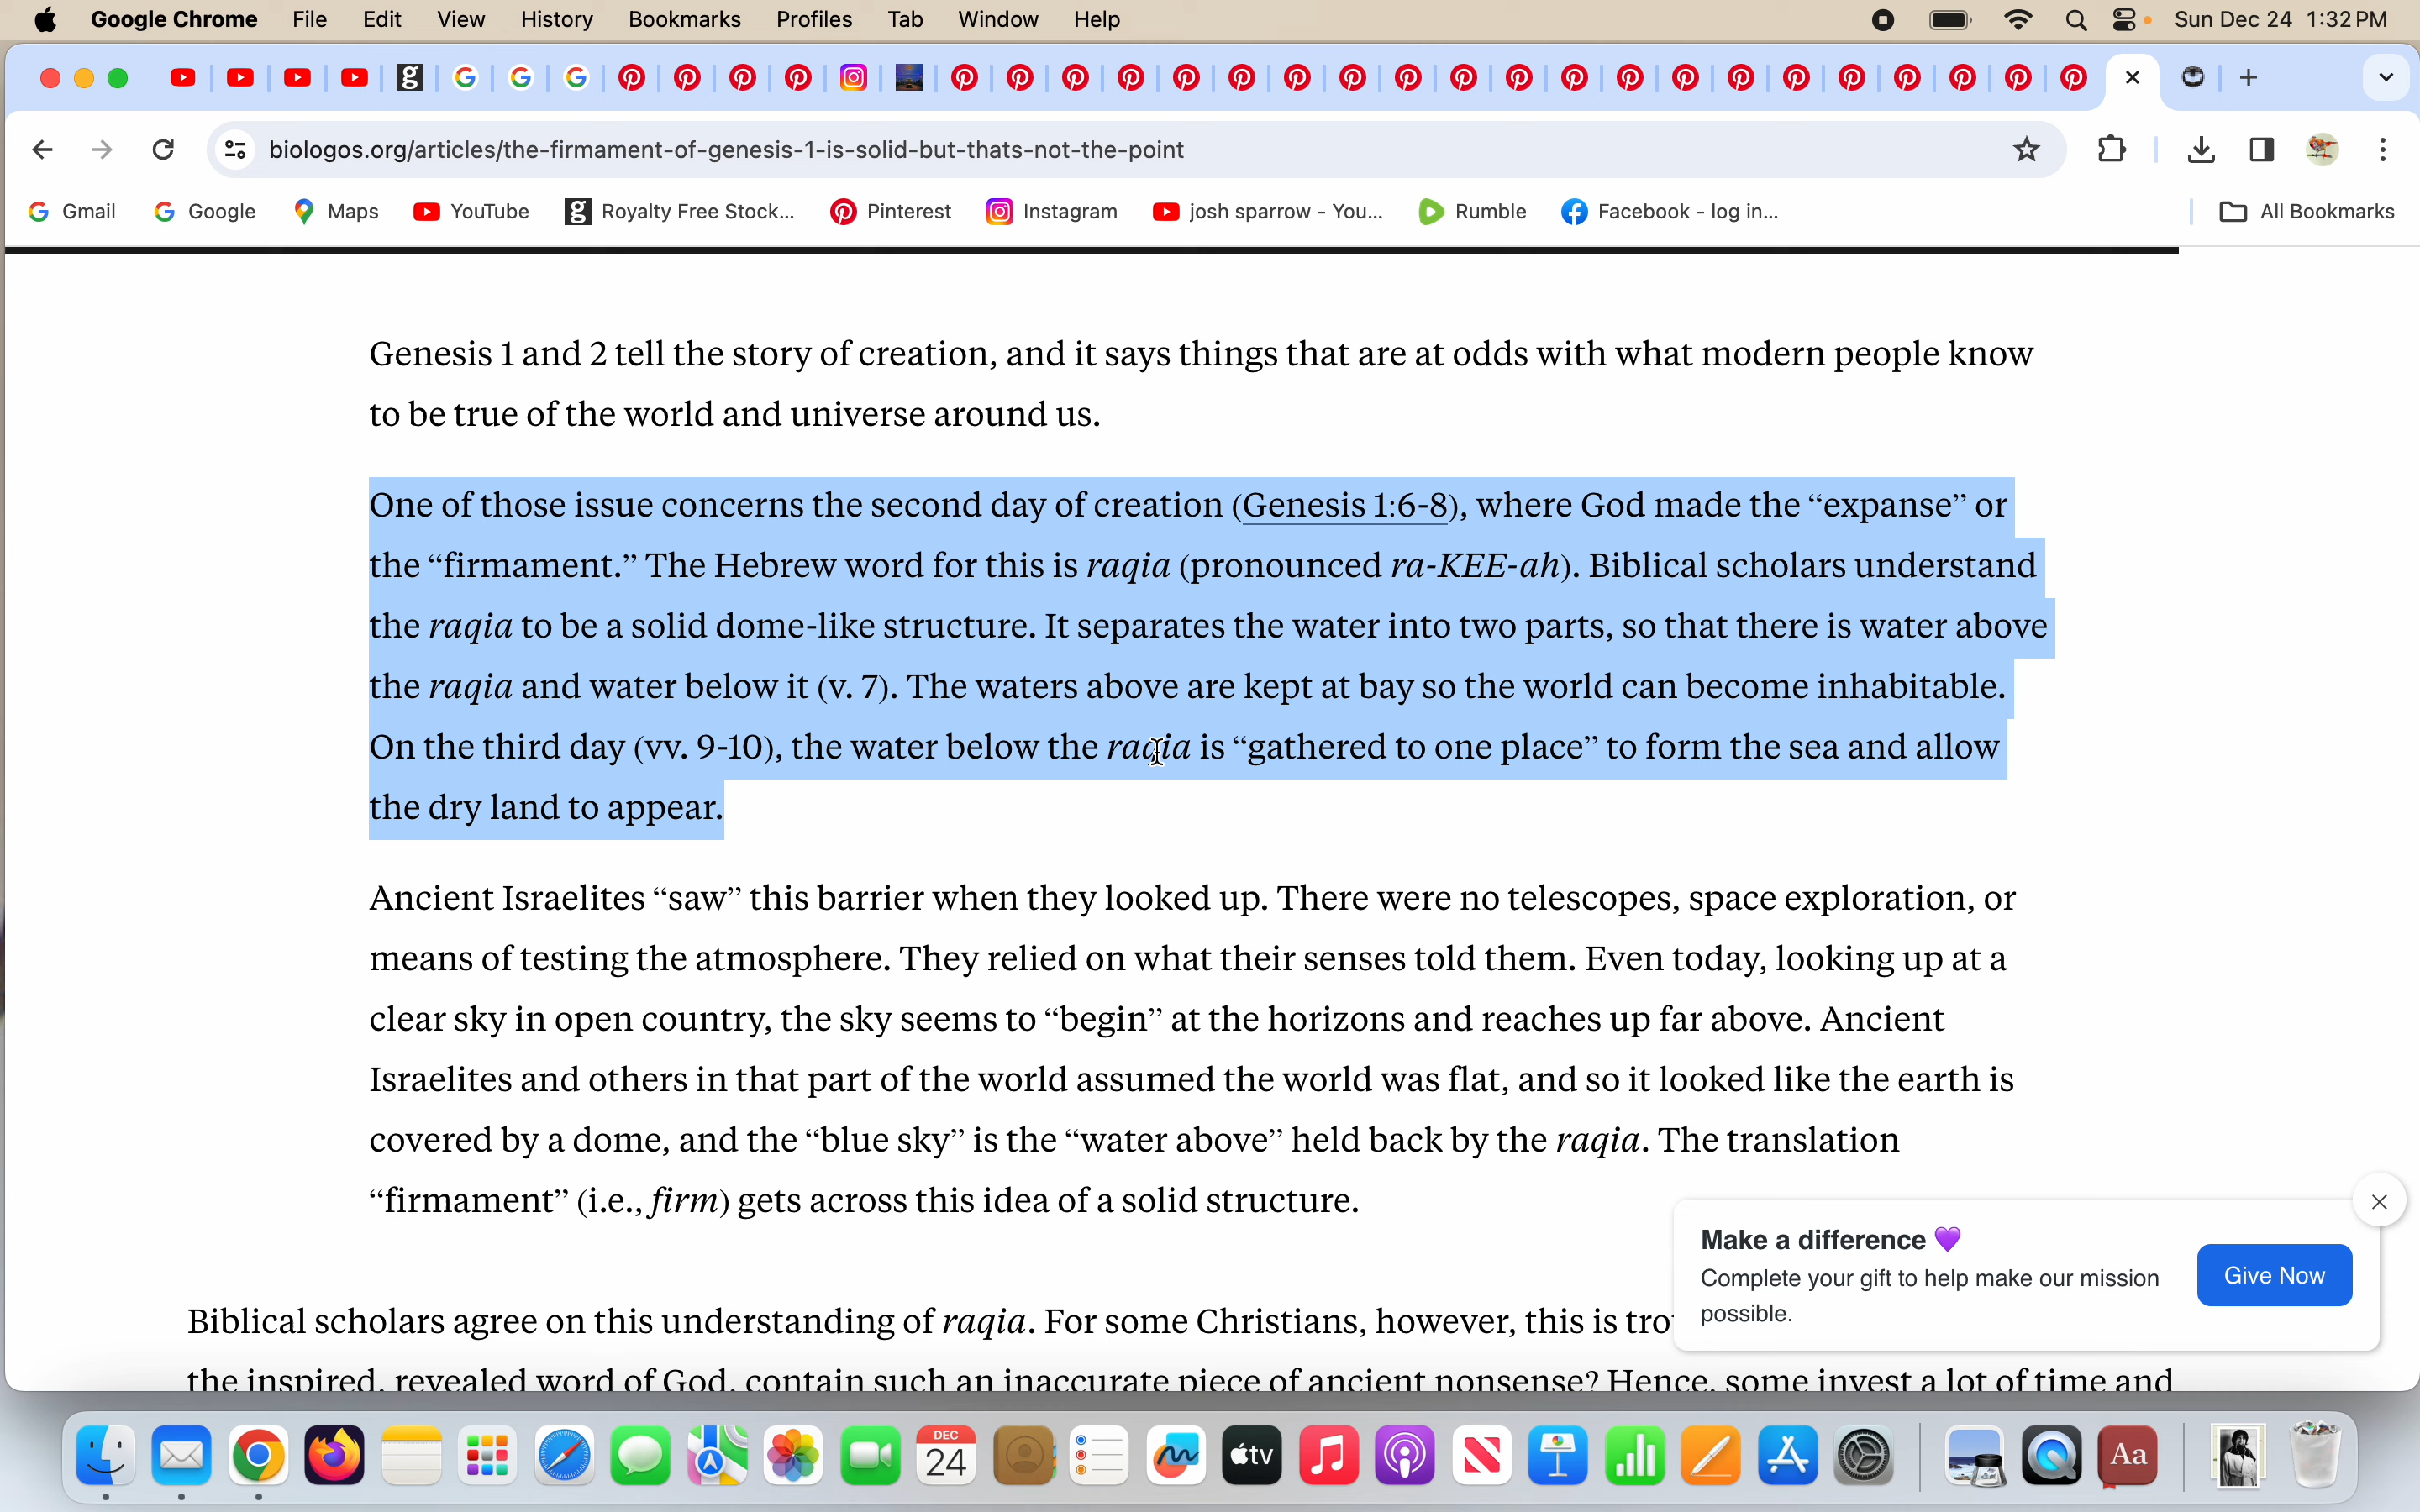 Google Chrome File Edit View History Bookmarks Profiles Tab Window Help Sun Dec 24 1:32 PM
g
biologos.org/articles/the-firmament-of-genesis-1-is-solid-but-thats-not-the-point
Gmail Google Maps YouTube g Royalty Free Stock... Pinterest Instagram josh sparrow - You... Rumble Facebook - log in... All Bookmarks
Genesis 1 and 2 tell the story of creation, and it says things that are at odds with what modern people know
to be true of the world and universe around us.
One of those issue concerns the second day of creation (Genesis 1:6-8), where God made the “expanse” or
the “firmament.” The Hebrew word for this is raqia (pronounced ra-KEE-ah). Biblical scholars understand
the raqia to be a solid dome-like structure. It separates the water into two parts, so that there is water above
the raqia and water below it (v. 7). The waters above are kept at bay so the world can become inhabitable.
On the third day (vv. 9-10), the water below the raqia is “gathered to one place” to form the sea and allow
the dry land to appear.
Ancient Israelites “saw” this barrier when they looked up. There were no telescopes, space exploration, or
means of testing the atmosphere. They relied on what their senses told them. Even today, looking up at a
clear sky in open country, the sky seems to “begin” at the horizons and reaches up far above. Ancient
Israelites and others in that part of the world assumed the world was flat, and so it looked like the earth is
covered by a dome, and the “blue sky” is the “water above” held back by the raqia. The translation
“firmament” (i.e., firm) gets across this idea of a solid structure.
Biblical scholars agree on this understanding of raqia. For some Christians, however, this is
the inspired, revealed word of God, contain such an inaccurate piece of ancient nonsense? Hence, some invest a lot of time and
Make a difference 💜
Complete your gift to help make our mission
possible.
Give Now
DEC
24
tv
Aa